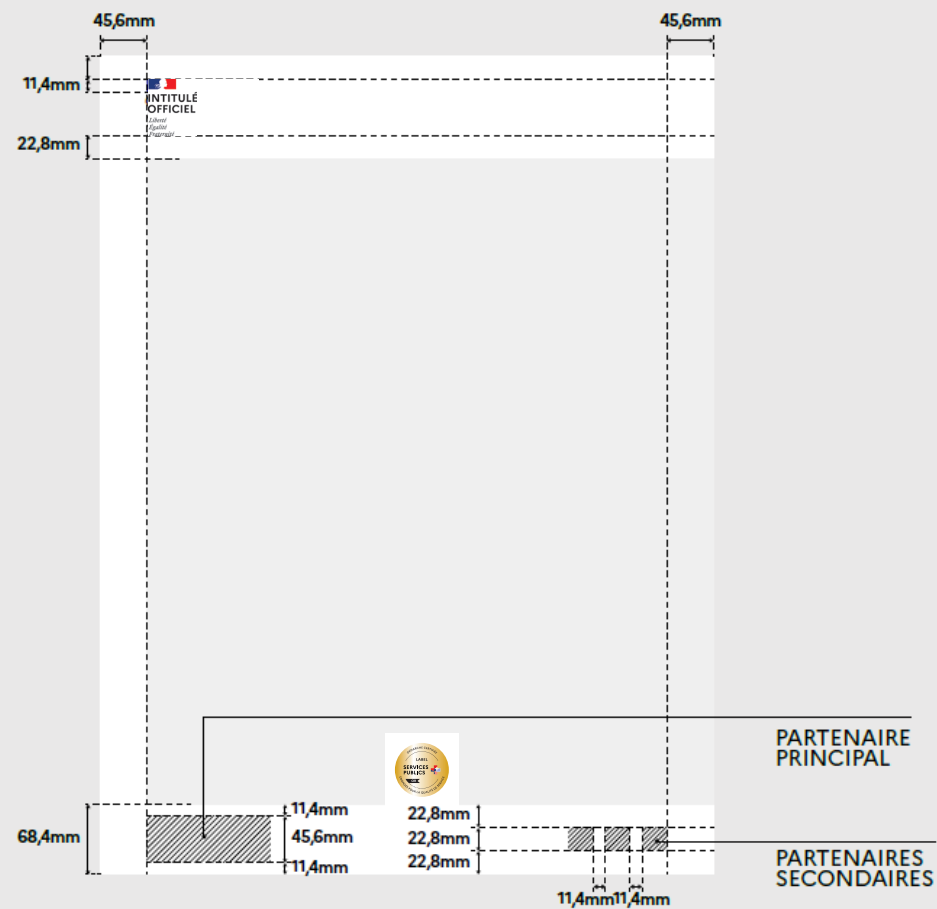 45,6mm
45,6mm
11,4mm
INTITULÉ
OFFICIEL
Liberté
Égalité
Fraternité
22,8mm
PARTENAIRE
PRINCIPAL
LABEL
SERVICES
PUBLICS
11,4mm
22,8mm
68,4mm
45,6mm
22,8mm
11,4mm
22,8mm
PARTENAIRES
SECONDAIRES
11,4mm
11,4mm